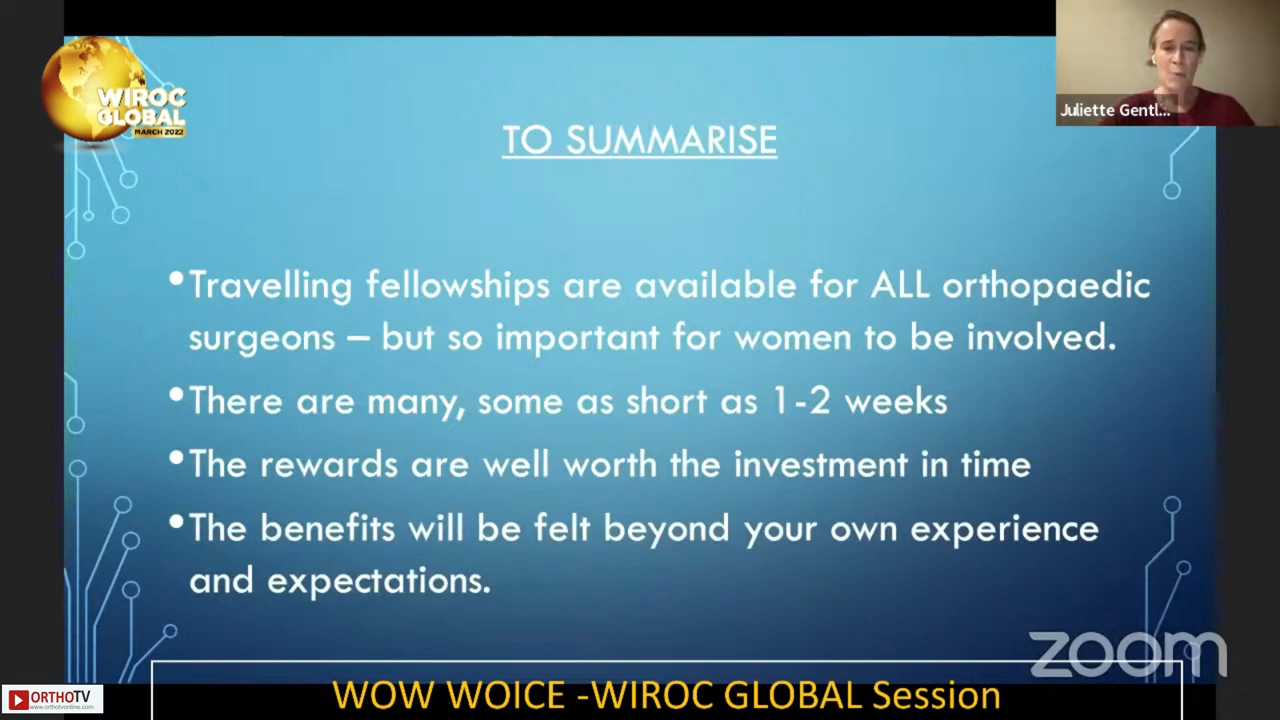 WIROC
GLOBAL
MARCH 2022
Juliette Gentl...
TO SUMMARISE
•Travelling fellowships are available for ALL orthopaedic
surgeons – but so important for women to be involved.
•There are many, some as short as 1-2 weeks
•The rewards are well worth the investment in time
•The benefits will be felt beyond your own experience
and expectations.
zoom
ORTHOTV
www.orthotvonline.com
WOW WOICE -WIROC GLOBAL Session